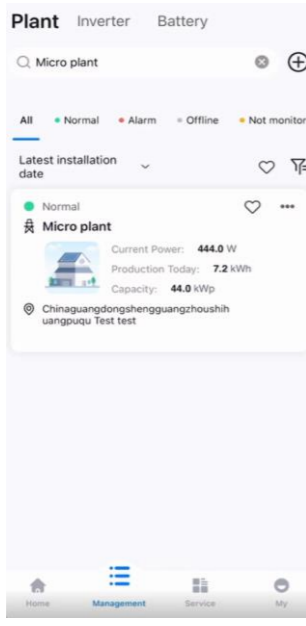 Plant Inverter Battery
Micro plant
All Normal Alarm Offline Not monitor
Latest installation
date
Normal
Micro plant
Current Power: 444.0 W
Production Today: 7.2 kWh
Capacity: 44.0 kWp
Chinaguangdongshengguangzhoushih
uangpuqu Test test
Home Management Service My